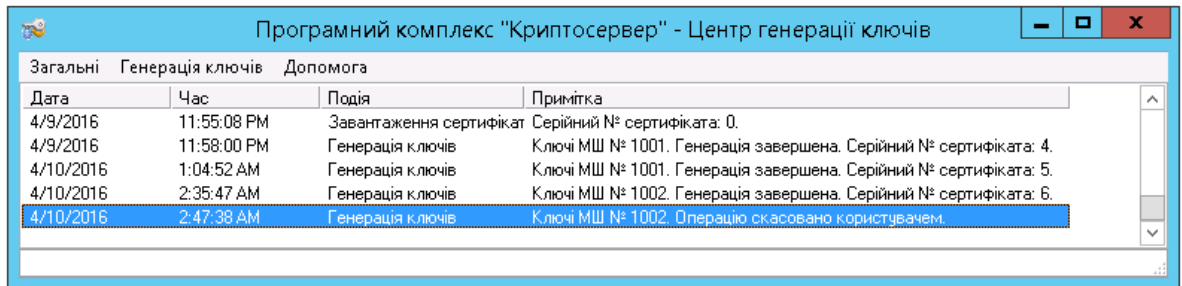 Програмний комплекс "Криптосервер" - Центр генерації ключів
Загальні Генерація ключів Допомога
Дата Час Подія Примітка
4/9/2016 11:55:08 PM Завантаження сертифікат Серійний № сертифіката: 0.
4/9/2016 11:58:00 PM Генерація ключів Ключі МШ № 1001. Генерація завершена. Серійний № сертифіката: 4.
4/10/2016 1:04:52 AM Генерація ключів Ключі МШ № 1001. Генерація завершена. Серійний № сертифіката: 5.
4/10/2016 2:35:47 AM Генерація ключів Ключі МШ № 1002. Генерація завершена. Серійний № сертифіката: 6.
4/10/2016 2:47:38 AM Генерація ключів Ключі МШ № 1002. Операцію скасовано користувачем.